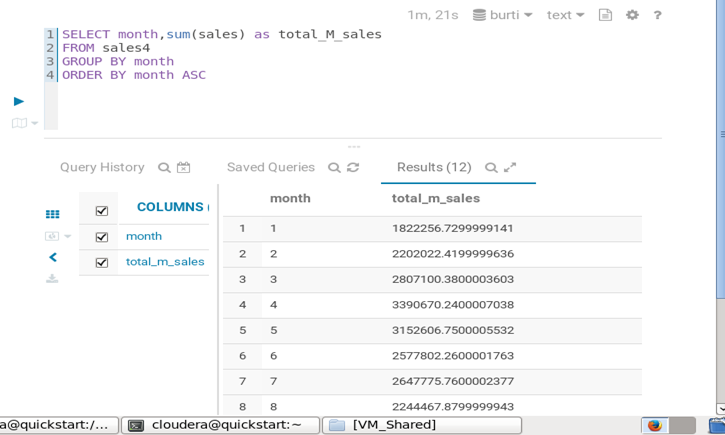 1m, 21s burti text ?
1 SELECT month,sum(sales) as total_M_sales
2 FROM sales4
3 GROUP BY month
4 ORDER BY month ASC
Query History Saved Queries Results (12)
COLUMNS (
month
total_m_sales
month total_m_sales
1 1 1822256.7299999141
2 2 2202022.4199999636
3 3 2807100.3800003603
4 4 3390670.2400007038
5 5 3152606.7500005532
6 6 2577802.2600001763
7 7 2647775.7600002377
8 8 2244467.8799999943
a@quickstart:/... cloudera@quickstart:~ [VM_Shared]